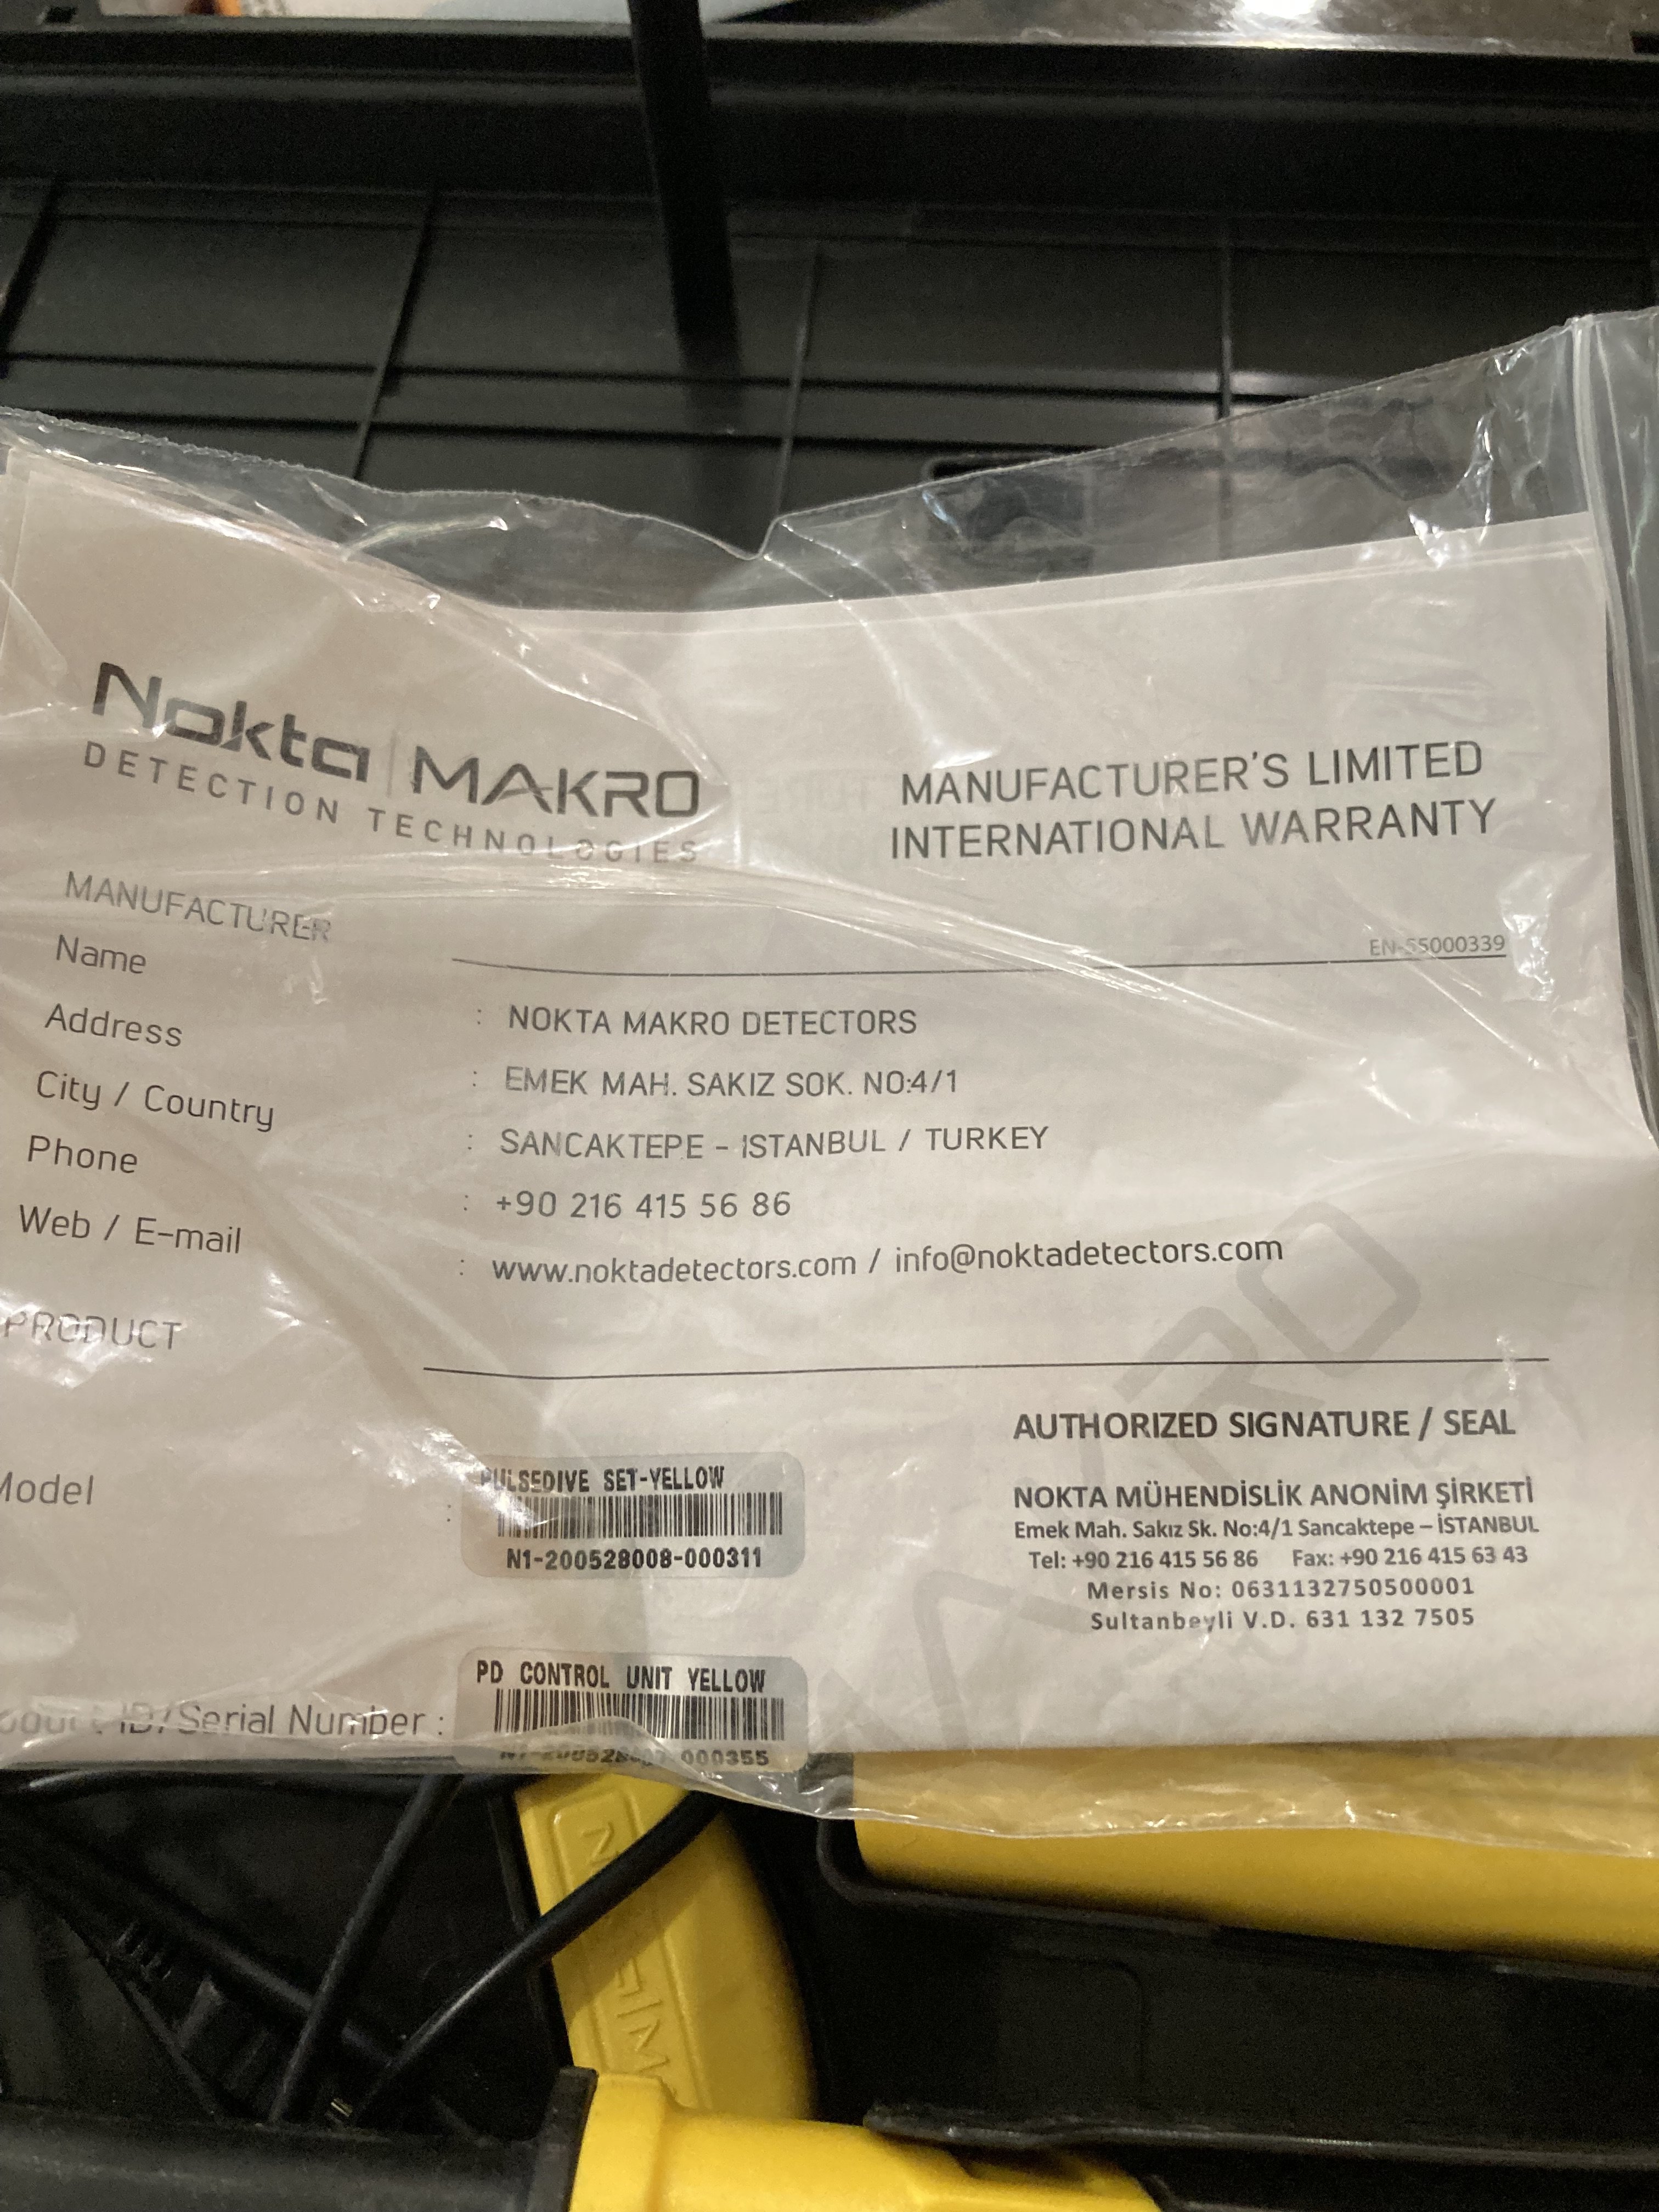 Nokta | MAKRO
DETECTION TECHNOLOGIES
MANUFACTURER'S LIMITED
INTERNATIONAL WARRANTY
EN-55000339
MANUFACTURER
Name : NOKTA MAKRO DETECTORS
Address : EMEK MAH. SAKIZ SOK. NO:4/1
City / Country : SANCAKTEPE - ISTANBUL / TURKEY
Phone : +90 216 415 56 86
Web / E-mail : www.noktadetectors.com / info@noktadetectors.com
PRODUCT
Model :
PULSEDIVE SET-YELLOW
N1-200528008-000311
AUTHORIZED SIGNATURE / SEAL
NOKTA MÜHENDİSLİK ANONİM ŞİRKETİ
Emek Mah. Sakız Sk. No:4/1 Sancaktepe – İSTANBUL
Tel: +90 216 415 56 86 Fax: +90 216 415 63 43
Mersis No: 0631132750500001
Sultanbeyli V.D. 631 132 7505
ID/Serial Number :
PD CONTROL UNIT YELLOW
MAKRO